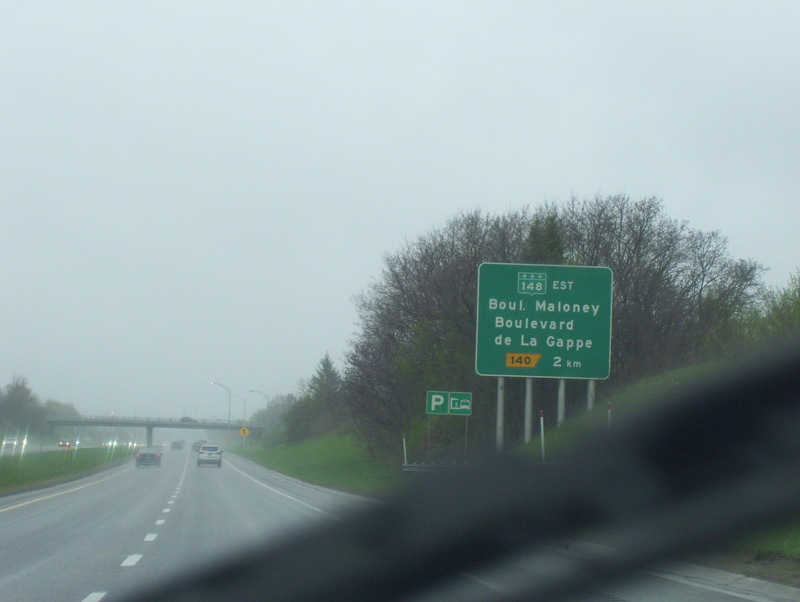 148 EST
Boul. Maloney
Boulevard
de La Gappe
140 2 km
P